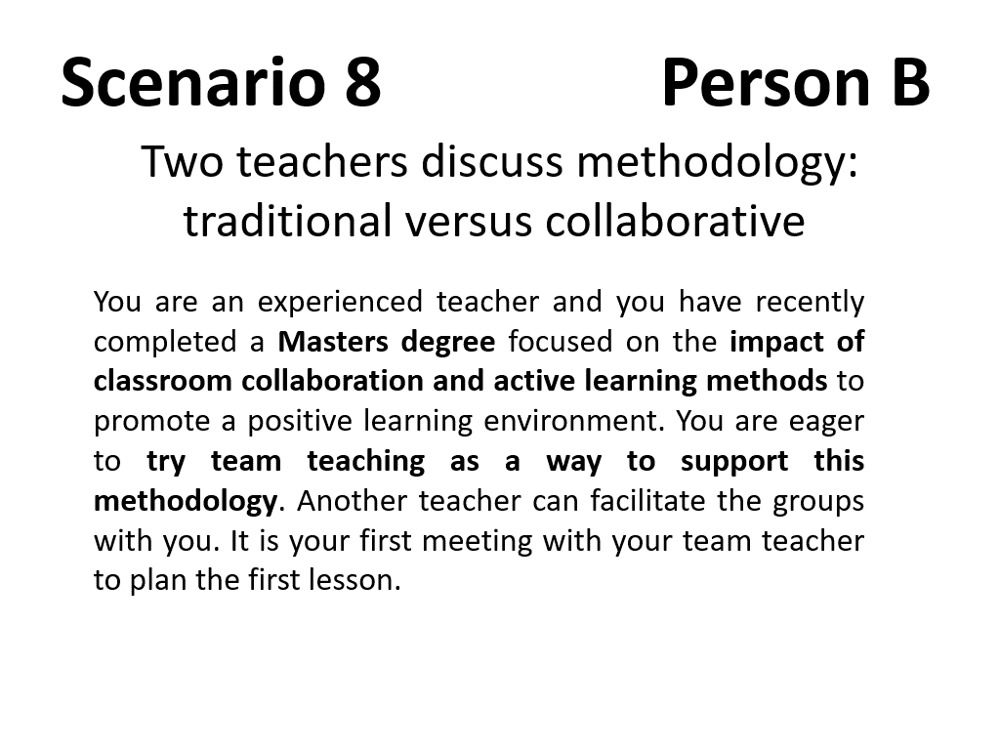 Scenario 8 Person B
Two teachers discuss methodology:
traditional versus collaborative
You are an experienced teacher and you have recently
completed a Masters degree focused on the impact of
classroom collaboration and active learning methods to
promote a positive learning environment. You are eager
to try team teaching as a way to support this
methodology. Another teacher can facilitate the groups
with you. It is your first meeting with your team teacher
to plan the first lesson.